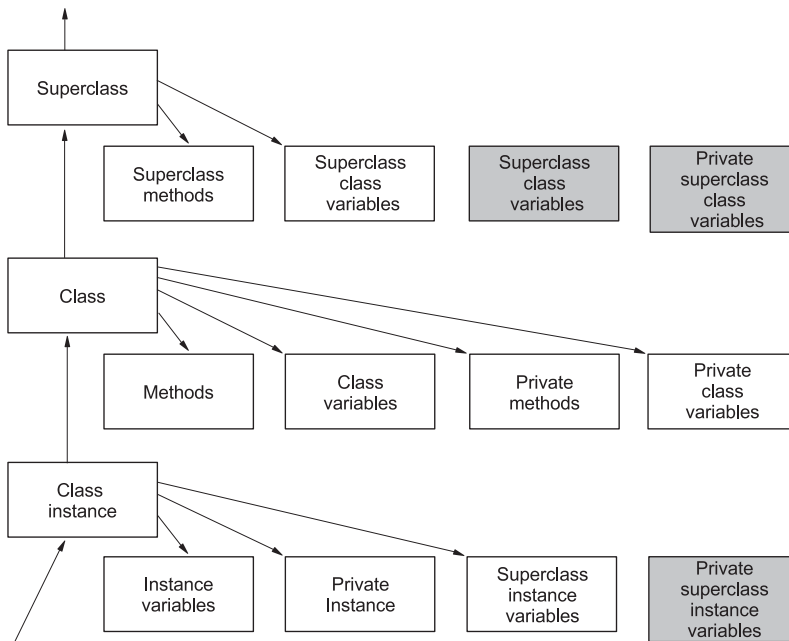 Superclass
Superclass
methods
Superclass
class
variables
Superclass
class
variables
Private
superclass
class
variables
Class
Methods
Class
variables
Private
methods
Private
class
variables
Class
instance
Instance
variables
Private
Instance
Superclass
instance
variables
Private
superclass
instance
variables